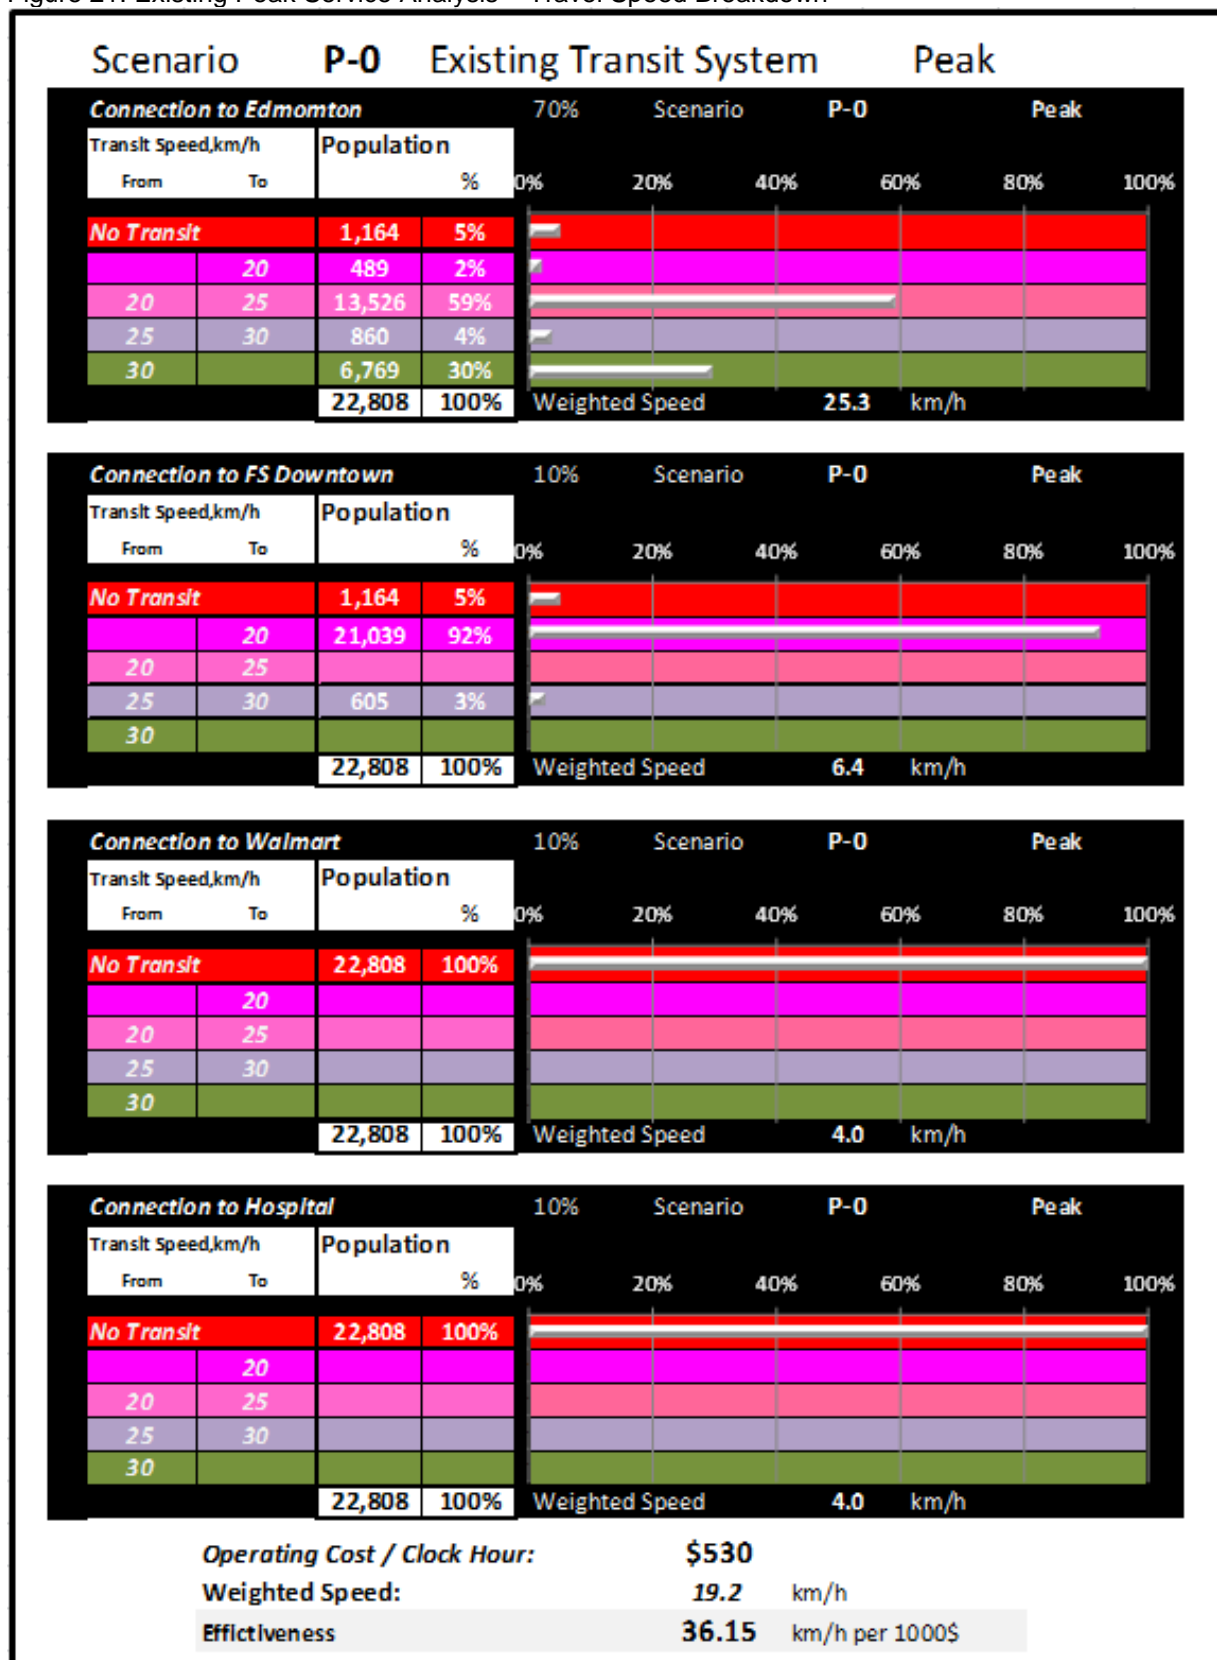 Figure 21: Existing Peak Service Analysis – Travel Speed Breakdown
Scenario P-0 Existing Transit System Peak
Connection to Edmomton 70% Scenario P-0 Peak
Transit Speed,km/h Population
From To % 0% 20% 40% 60% 80% 100%
No Transit 1,164 5%
20 489 2%
20 25 13,526 59%
25 30 860 4%
30 6,769 30%
22,808 100% Weighted Speed 25.3 km/h
Connection to FS Downtown 10% Scenario P-0 Peak
Transit Speed,km/h Population
From To % 0% 20% 40% 60% 80% 100%
No Transit 1,164 5%
20 21,039 92%
20 25
25 30 605 3%
30
22,808 100% Weighted Speed 6.4 km/h
Connection to Walmart 10% Scenario P-0 Peak
Transit Speed,km/h Population
From To % 0% 20% 40% 60% 80% 100%
No Transit 22,808 100%
20
20 25
25 30
30
22,808 100% Weighted Speed 4.0 km/h
Connection to Hospital 10% Scenario P-0 Peak
Transit Speed,km/h Population
From To % 0% 20% 40% 60% 80% 100%
No Transit 22,808 100%
20
20 25
25 30
30
22,808 100% Weighted Speed 4.0 km/h
Operating Cost / Clock Hour: $530
Weighted Speed: 19.2 km/h
Effictiveness 36.15 km/h per 1000$